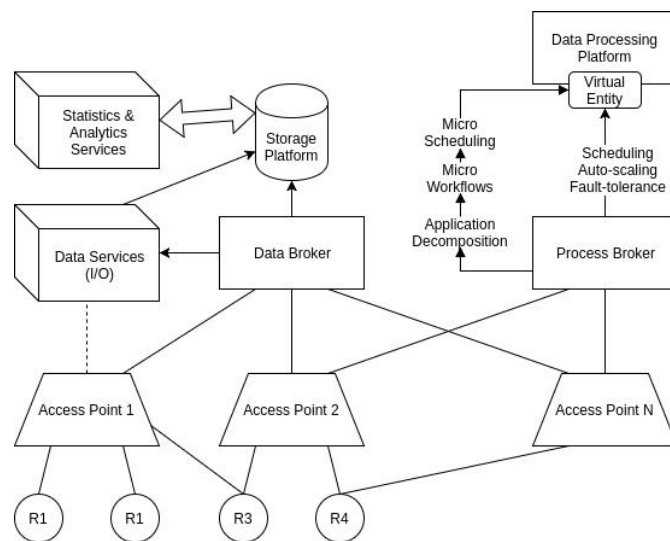 Data Processing
Platform
Virtual
Entity
Statistics &
Analytics
Services
Storage
Platform
Micro
Scheduling
Micro
Workflows
Application
Decomposition
Scheduling
Auto-scaling
Fault-tolerance
Data Services
(I/O)
Data Broker
Process Broker
Access Point 1
Access Point 2
Access Point N
R1
R1
R3
R4